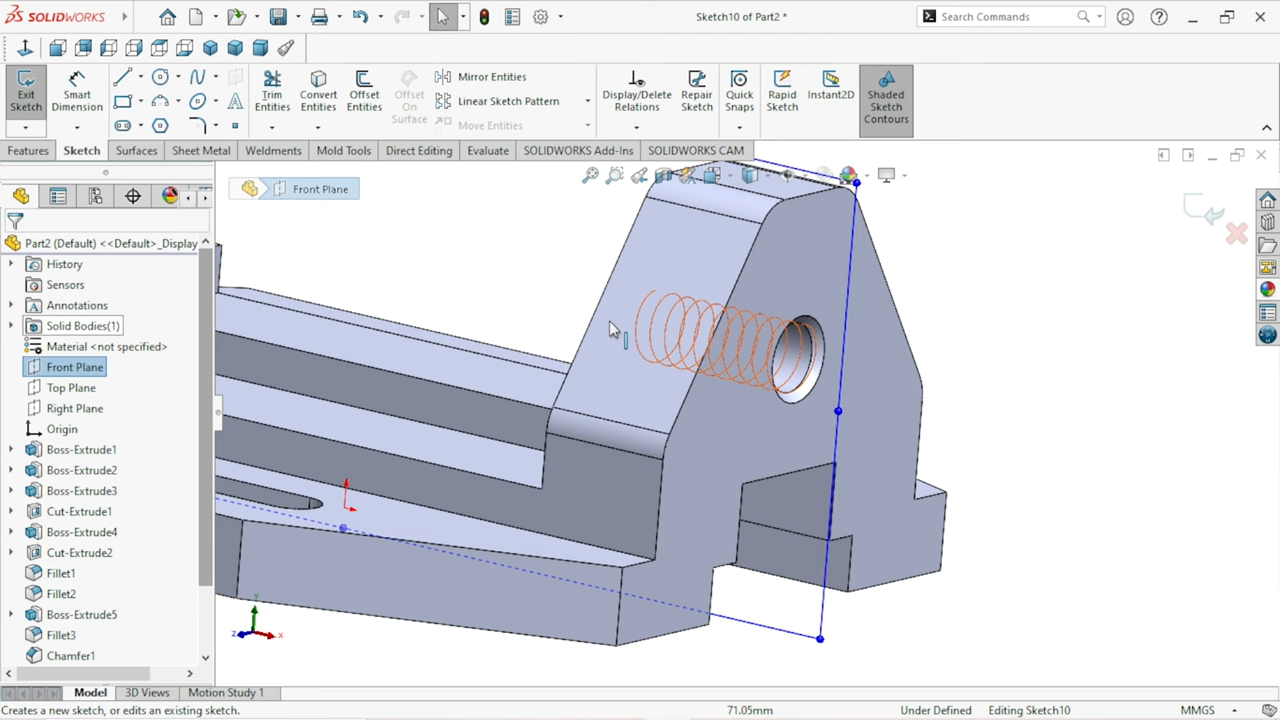 SOLIDWORKS
Sketch10 of Part2 *
Search Commands
Exit Sketch
Smart Dimension
Trim Entities
Convert Entities
Offset Entities
Offset On Surface
Mirror Entities
Linear Sketch Pattern
Move Entities
Display/Delete Relations
Repair Sketch
Quick Snaps
Rapid Sketch
Instant2D
Shaded Sketch Contours
Features
Sketch
Surfaces
Sheet Metal
Weldments
Mold Tools
Direct Editing
Evaluate
SOLIDWORKS Add-Ins
SOLIDWORKS CAM
Front Plane
Part2 (Default) <<Default>_Display
History
Sensors
Annotations
Solid Bodies(1)
Material <not specified>
Front Plane
Top Plane
Right Plane
Origin
Boss-Extrude1
Boss-Extrude2
Boss-Extrude3
Cut-Extrude1
Boss-Extrude4
Cut-Extrude2
Fillet1
Fillet2
Boss-Extrude5
Fillet3
Chamfer1
Y
Z
X
Model
3D Views
Motion Study 1
Creates a new sketch, or edits an existing sketch.
71.05mm
Under Defined
Editing Sketch10
MMGS